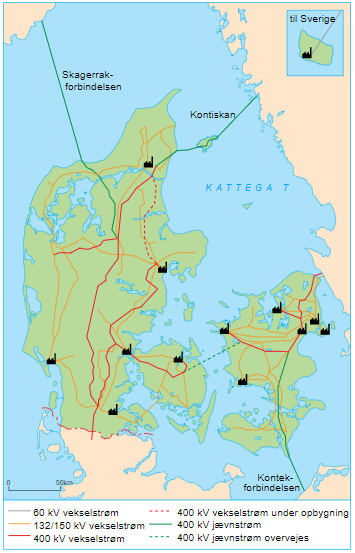 til Sverige
Skagerrak-
forbindelsen
Kontiskan
KATTEGA T
Kontek-
forbindelsen
0 50km
60 kV vekselstrøm
132/150 kV vekselstrøm
400 kV vekselstrøm
400 kV vekselstrøm under opbygning
400 kV jævnstrøm
400 kV jævnstrøm overvejes